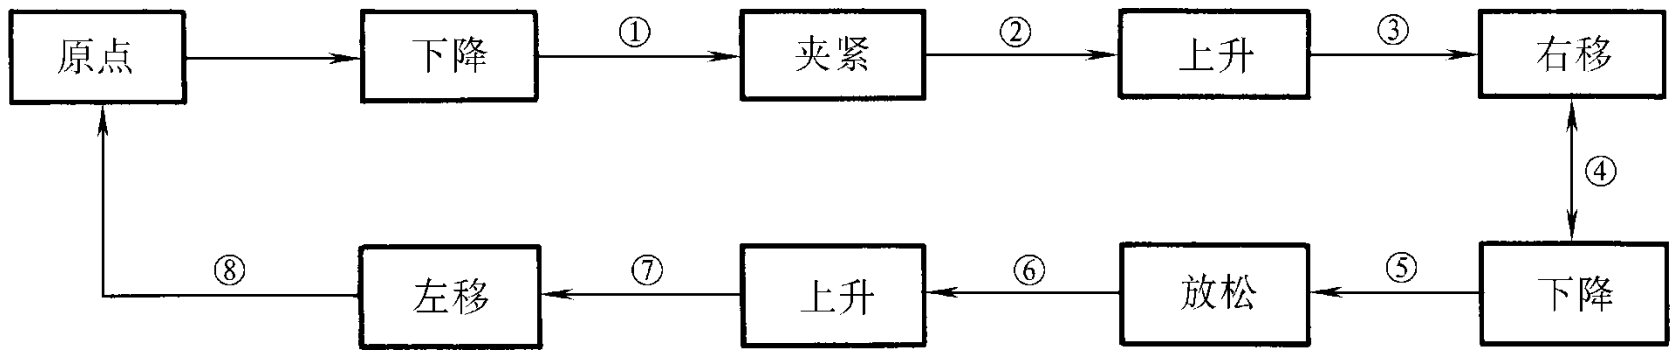 原点
下降
①
夹紧
②
上升
③
右移
④
下降
⑤
放松
⑥
上升
⑦
左移
⑧